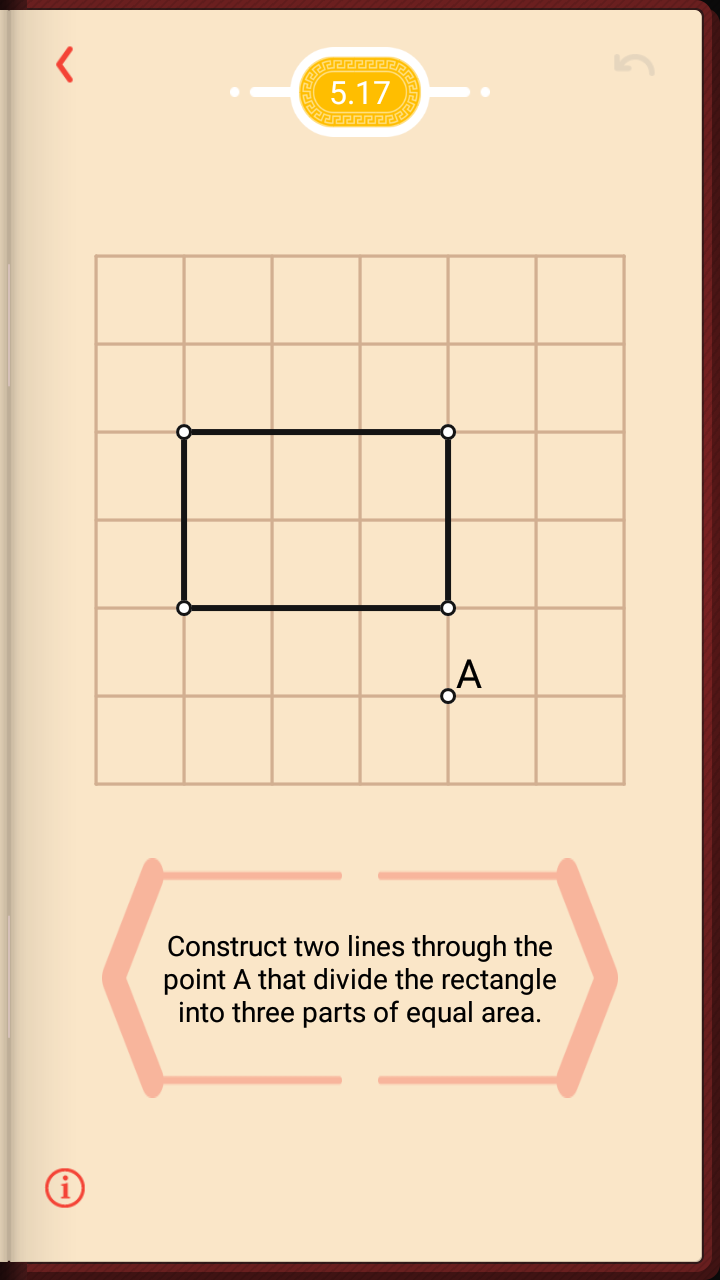 5.17
A
Construct two lines through the
point A that divide the rectangle
into three parts of equal area.
i